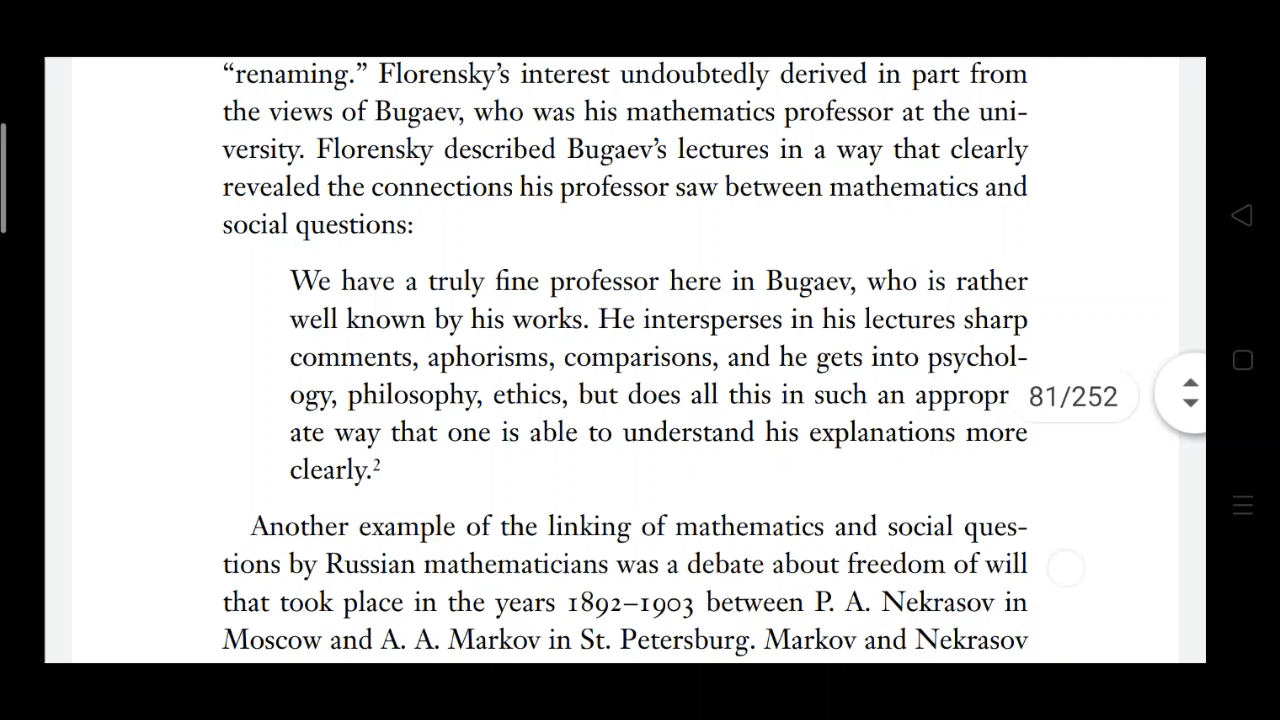 “renaming.” Florensky’s interest undoubtedly derived in part from
the views of Bugaev, who was his mathematics professor at the uni-
versity. Florensky described Bugaev’s lectures in a way that clearly
revealed the connections his professor saw between mathematics and
social questions:
We have a truly fine professor here in Bugaev, who is rather
well known by his works. He intersperses in his lectures sharp
comments, aphorisms, comparisons, and he gets into psychol-
ogy, philosophy, ethics, but does all this in such an appropr
81/252
ate way that one is able to understand his explanations more
clearly.²
Another example of the linking of mathematics and social ques-
tions by Russian mathematicians was a debate about freedom of will
that took place in the years 1892–1903 between P. A. Nekrasov in
Moscow and A. A. Markov in St. Petersburg. Markov and Nekrasov